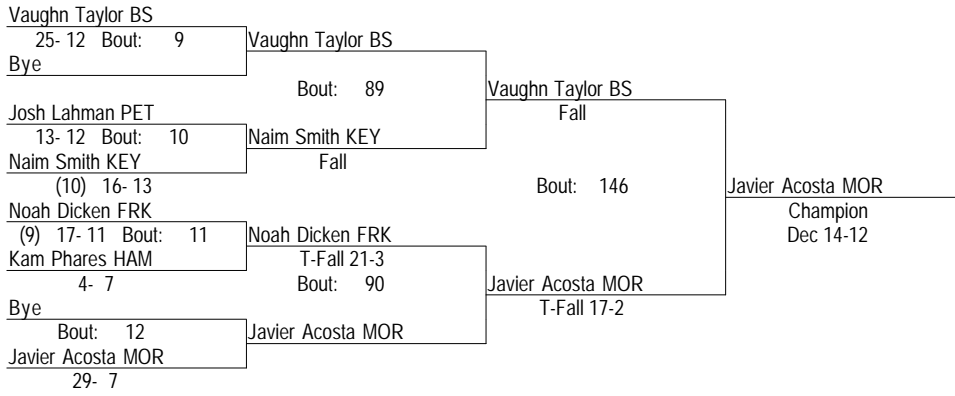 Vaughn Taylor BS
25- 12 Bout: 9
Bye
Vaughn Taylor BS
Bout: 89
Josh Lahman PET
13- 12 Bout: 10
Naim Smith KEY
(10) 16- 13
Naim Smith KEY
Fall
Vaughn Taylor BS
Fall
Bout: 146
Noah Dicken FRK
(9) 17- 11 Bout: 11
Kam Phares HAM
4- 7
Noah Dicken FRK
T-Fall 21-3
Bout: 90
Bye
Bout: 12
Javier Acosta MOR
29- 7
Javier Acosta MOR
Javier Acosta MOR
T-Fall 17-2
Javier Acosta MOR
Champion
Dec 14-12